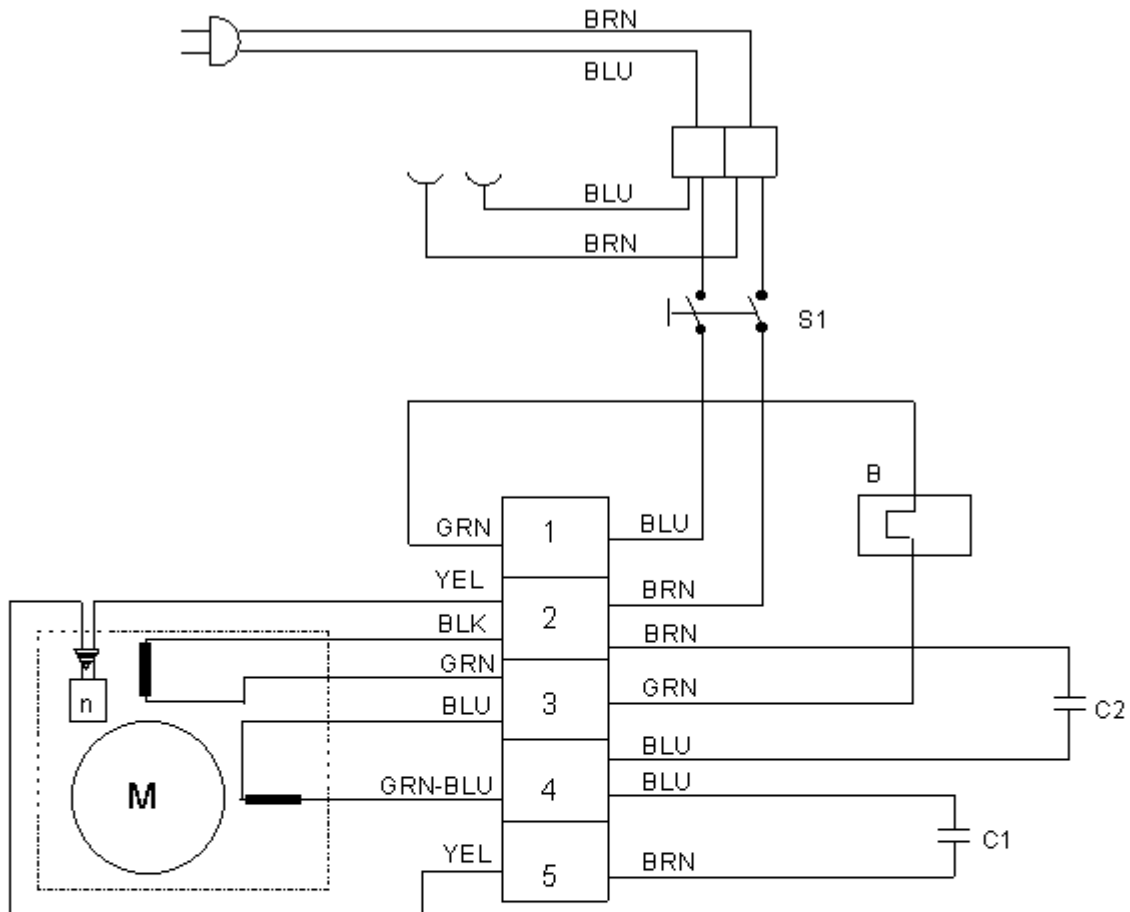 BRN
BLU
BLU
BRN
S1
B
GRN 1 BLU
YEL
BRN
2
BLK BRN
GRN
GRN
n 3
BLU
C2
BLU
M GRN-BLU 4 BLU
C1
YEL
5 BRN